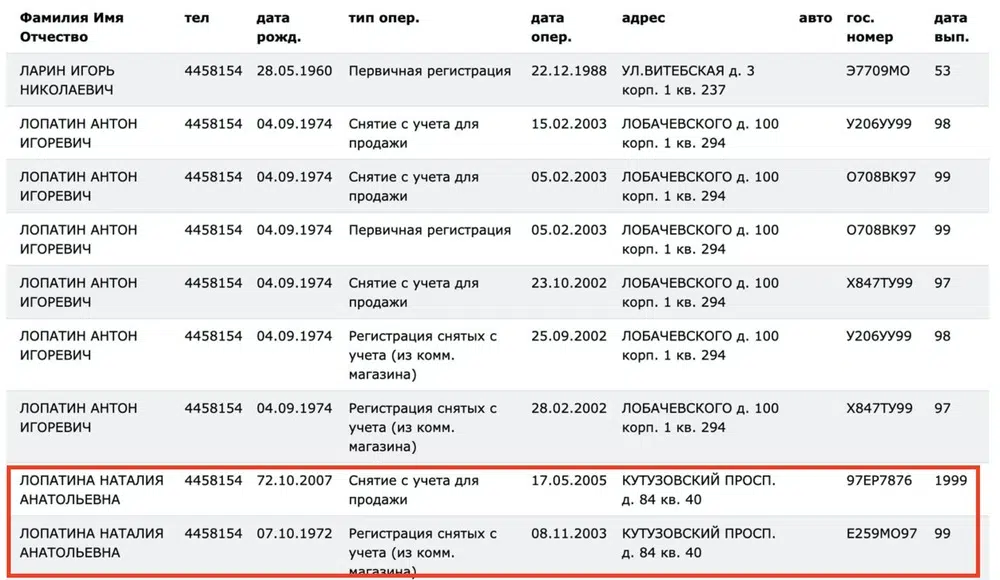 Фамилия Имя Отчество тел дата рожд. тип опер. дата опер. адрес авто гос. номер дата вып.
ЛАРИН ИГОРЬ 4458154 28.05.1960 Первичная регистрация 22.12.1988 УЛ.ВИТЕБСКАЯ д. 3 Э7709МО 53
НИКОЛАЕВИЧ корп. 1 кв. 237
ЛОПАТИН АНТОН 4458154 04.09.1974 Снятие с учета для 15.02.2003 ЛОБАЧЕВСКОГО д. 100 У206УУ99 98
ИГОРЕВИЧ продажи корп. 1 кв. 294
ЛОПАТИН АНТОН 4458154 04.09.1974 Снятие с учета для 05.02.2003 ЛОБАЧЕВСКОГО д. 100 О708ВК97 99
ИГОРЕВИЧ продажи корп. 1 кв. 294
ЛОПАТИН АНТОН 4458154 04.09.1974 Первичная регистрация 05.02.2003 ЛОБАЧЕВСКОГО д. 100 О708ВК97 99
ИГОРЕВИЧ корп. 1 кв. 294
ЛОПАТИН АНТОН 4458154 04.09.1974 Снятие с учета для 23.10.2002 ЛОБАЧЕВСКОГО д. 100 Х847ТУ99 97
ИГОРЕВИЧ продажи корп. 1 кв. 294
ЛОПАТИН АНТОН 4458154 04.09.1974 Регистрация снятых с 25.09.2002 ЛОБАЧЕВСКОГО д. 100 У206УУ99 98
ИГОРЕВИЧ учета (из комм. корп. 1 кв. 294
магазина)
ЛОПАТИН АНТОН 4458154 04.09.1974 Регистрация снятых с 28.02.2002 ЛОБАЧЕВСКОГО д. 100 Х847ТУ99 97
ИГОРЕВИЧ учета (из комм. корп. 1 кв. 294
магазина)
ЛОПАТИНА НАТАЛИЯ 4458154 72.10.2007 Снятие с учета для 17.05.2005 КУТУЗОВСКИЙ ПРОСП. 97ЕР7876 1999
АНАТОЛЬЕВНА продажи д. 84 кв. 40
ЛОПАТИНА НАТАЛИЯ 4458154 07.10.1972 Регистрация снятых с 08.11.2003 КУТУЗОВСКИЙ ПРОСП. Е259МО97 99
АНАТОЛЬЕВНА учета (из комм. д. 84 кв. 40
магазина)